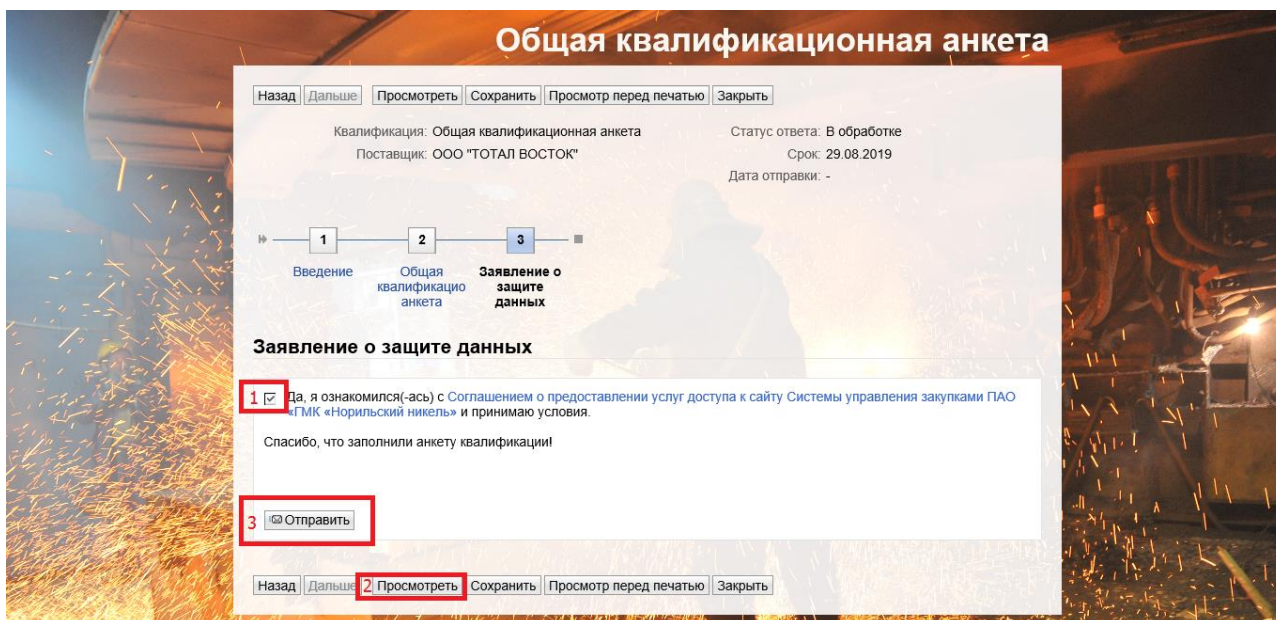 Общая квалификационная анкета
Назад Дальше Просмотреть Сохранить Просмотр перед печатью Закрыть
Квалификация: Общая квалификационная анкета Статус ответа: В обработке
Поставщик: ООО "ТОТАЛ ВОСТОК" Срок: 29.08.2019
Дата отправки: -
1 2 3
Введение Общая Заявление о
квалификацио защите
анкета данных
Заявление о защите данных
1 Да, я ознакомился(-ась) с Соглашением о предоставлении услуг доступа к сайту Системы управления закупками ПАО
«ГМК «Норильский никель» и принимаю условия.
Спасибо, что заполнили анкету квалификации!
3 Отправить
Назад Дальше 2 Просмотреть Сохранить Просмотр перед печатью Закрыть